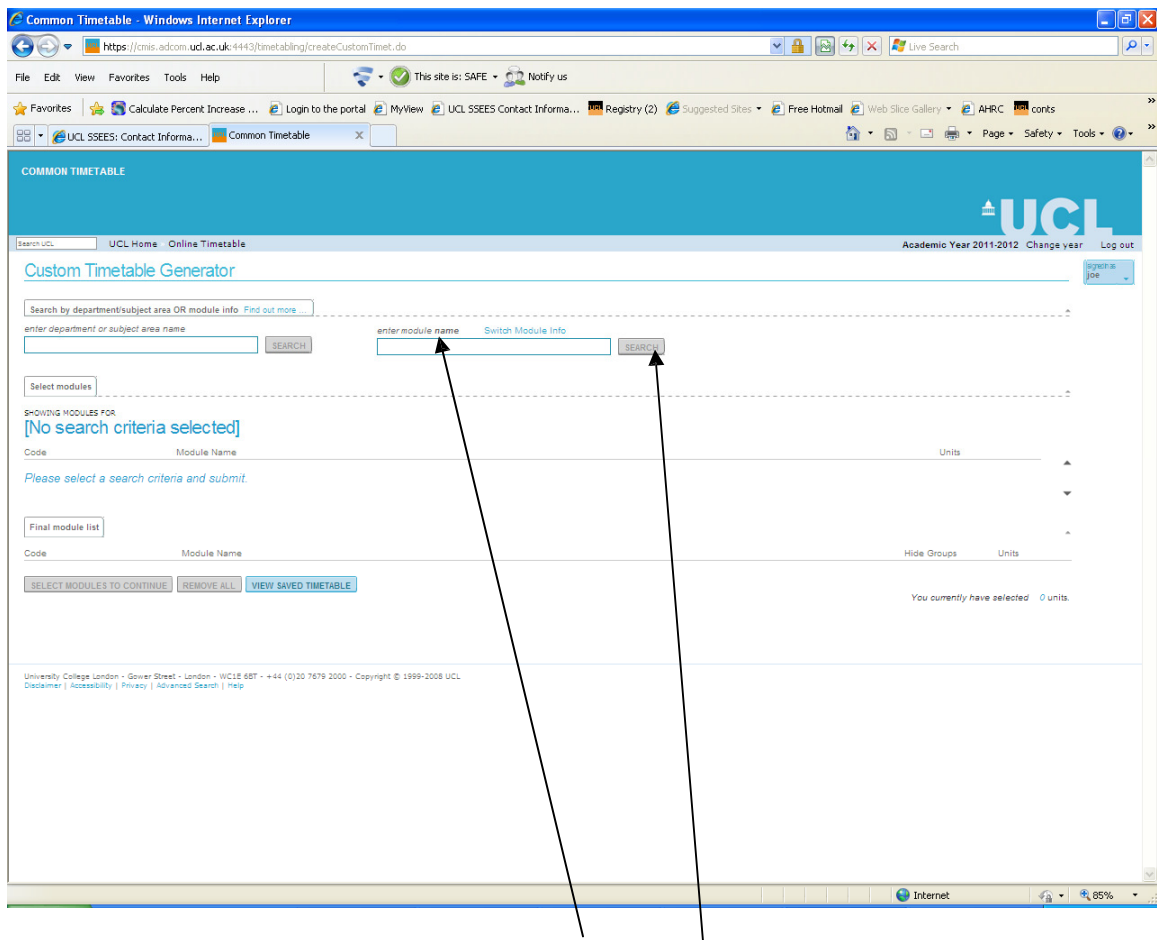 Common Timetable - Windows Internet Explorer
https://cmis.adcom.ucl.ac.uk:4443/timetabling/createCustomTimet.do
Live Search
File Edit View Favorites Tools Help
This site is: SAFE Notify us
Favorites Calculate Percent Increase ... Login to the portal MyView UCL SSEES Contact Informa... Registry (2) Suggested Sites Free Hotmail Web Slice Gallery AHRC conts
UCL SSEES: Contact Informa... Common Timetable X Page Safety Tools
COMMON TIMETABLE
UCL
Search UCL UCL Home Online Timetable Academic Year 2011-2012 Change year Log out
Custom Timetable Generator
signed in as
joe
Search by department/subject area OR module info Find out more ...
enter department or subject area name enter module name Switch Module Info
SEARCH SEARCH
Select modules
SHOWING MODULES FOR
[No search criteria selected]
Code Module Name Units
Please select a search criteria and submit.
Final module list
Code Module Name Hide Groups Units
SELECT MODULES TO CONTINUE REMOVE ALL VIEW SAVED TIMETABLE
You currently have selected 0 units.
University College London - Gower Street - London - WC1E 6BT - +44 (0)20 7679 2000 - Copyright © 1999-2008 UCL
Disclaimer | Accessibility | Privacy | Advanced Search | Help
Internet 85%